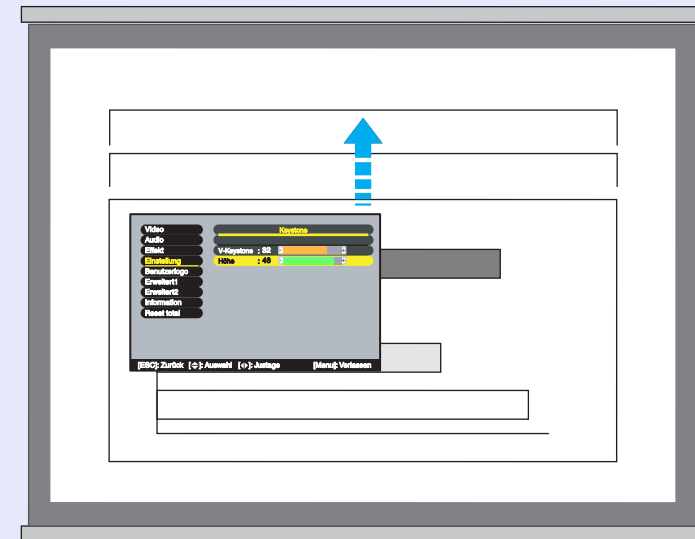 Video
Audio
Effekt
Einstellung
Benutzerlogo
Erweitert1
Erweitert2
Information
Reset total
Keystone
V-Keystone : 32
Höhe : 48
[ESC]: Zurück [ ]: Auswahl [ ]: Justage [Menu]: Verlassen